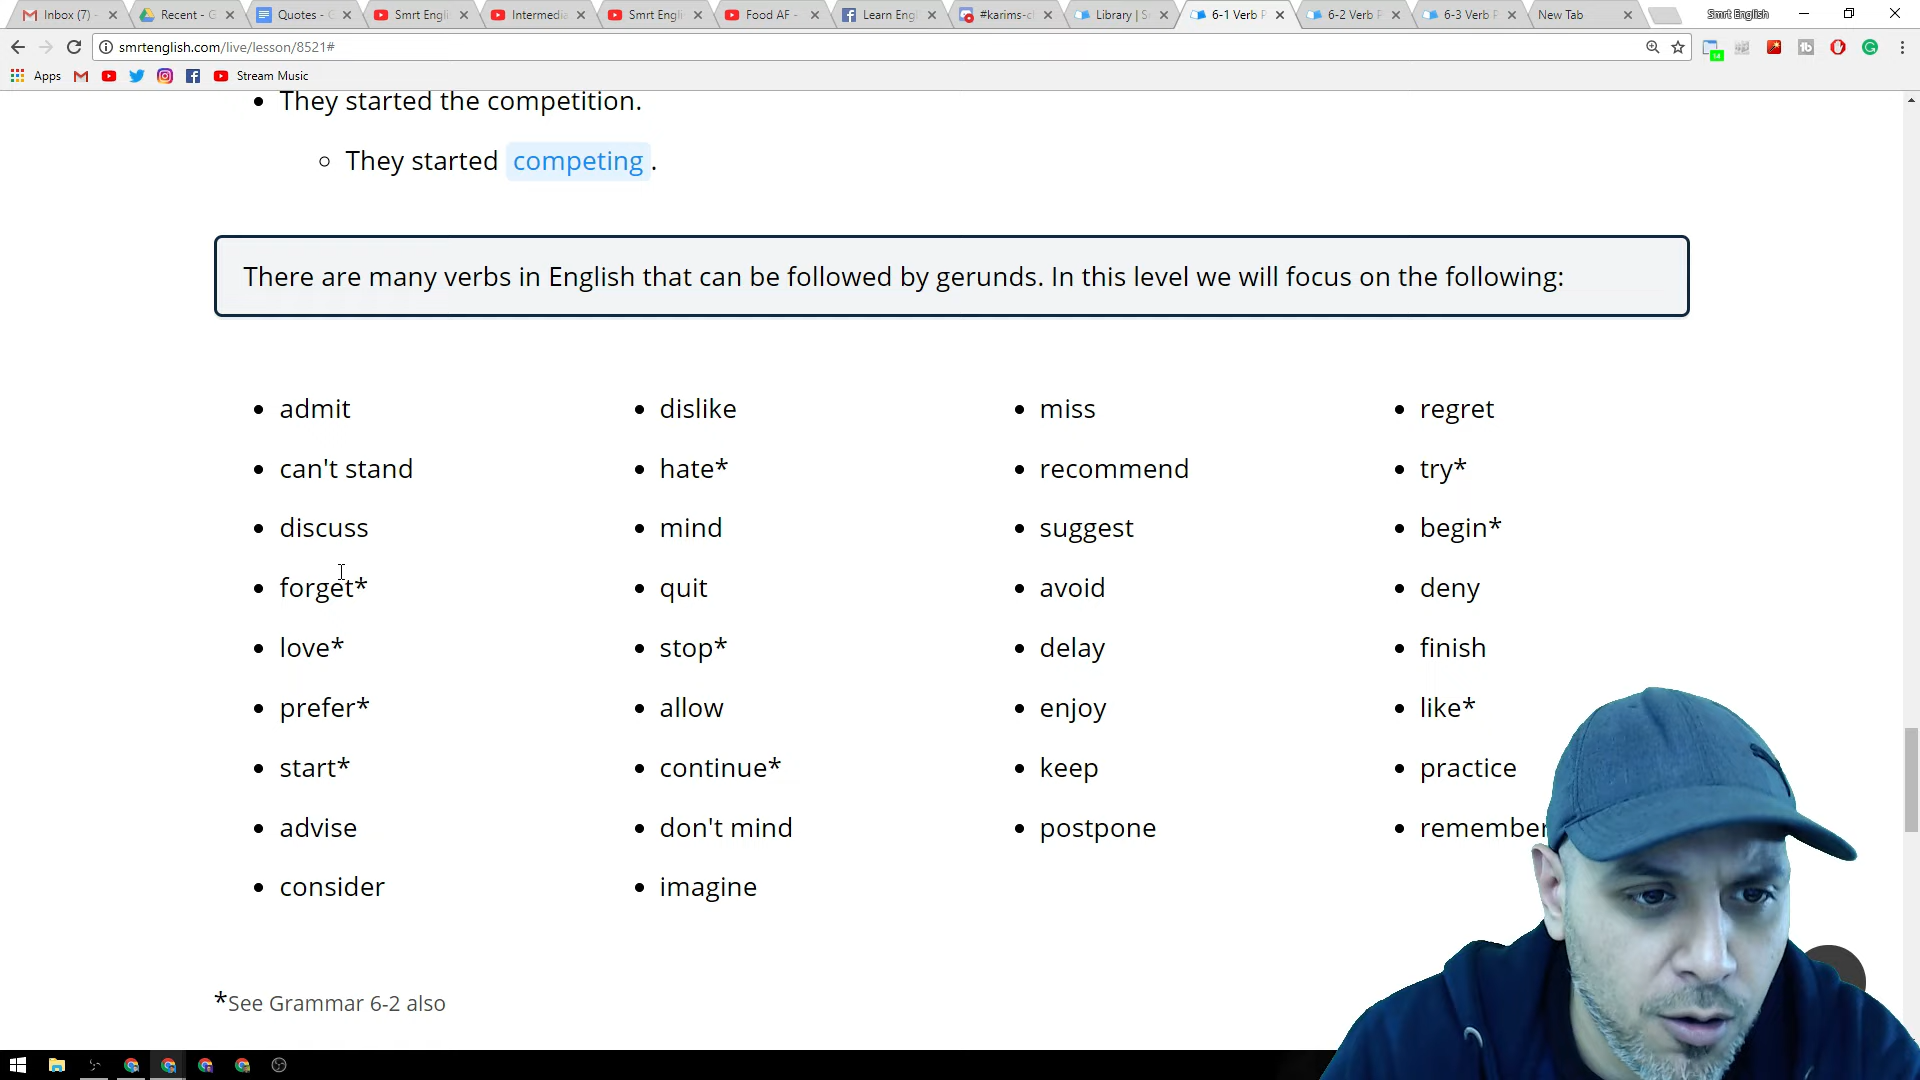 Inbox (7) -
Recent - G
Quotes - G
Smrt Engli
Intermedia
Smrt Engli
Food AF -
Learn Engl
#karims-cl
Library | S
6-1 Verb P
6-2 Verb P
6-3 Verb P
New Tab
Smrt English
smrtenglish.com/live/lesson/8521#
Apps
Stream Music
They started the competition.
They started competing .
There are many verbs in English that can be followed by gerunds. In this level we will focus on the following:
admit
can't stand
discuss
forget*
love*
prefer*
start*
advise
consider
dislike
hate*
mind
quit
stop*
allow
continue*
don't mind
imagine
miss
recommend
suggest
avoid
delay
enjoy
keep
postpone
regret
try*
begin*
deny
finish
like*
practice
remember
*See Grammar 6-2 also